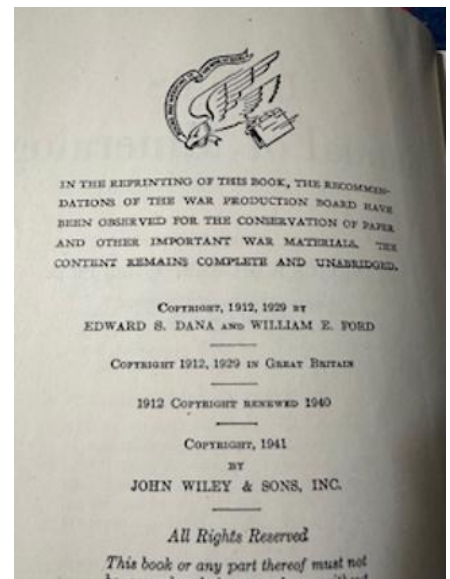 IN THE REPRINTING OF THIS BOOK, THE RECOMMEN-
DATIONS OF THE WAR PRODUCTION BOARD HAVE
BEEN OBSERVED FOR THE CONSERVATION OF PAPER
AND OTHER IMPORTANT WAR MATERIALS. THE
CONTENT REMAINS COMPLETE AND UNABRIDGED.
COPYRIGHT, 1912, 1929 BY
EDWARD S. DANA AND WILLIAM E. FORD
COPYRIGHT 1912, 1929 IN GREAT BRITAIN
1912 COPYRIGHT RENEWED 1940
COPYRIGHT, 1941
BY
JOHN WILEY & SONS, INC.
All Rights Reserved
This book or any part thereof must not